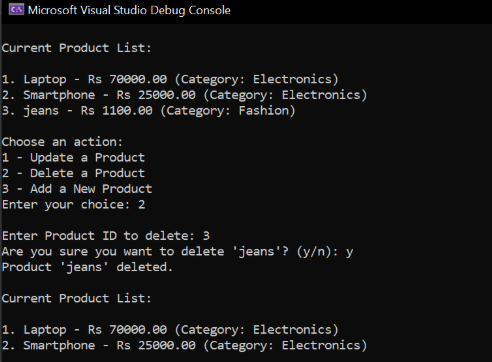 Microsoft Visual Studio Debug Console
Current Product List:
1. Laptop - Rs 70000.00 (Category: Electronics)
2. Smartphone - Rs 25000.00 (Category: Electronics)
3. jeans - Rs 1100.00 (Category: Fashion)
Choose an action:
1 - Update a Product
2 - Delete a Product
3 - Add a New Product
Enter your choice: 2
Enter Product ID to delete: 3
Are you sure you want to delete 'jeans'? (y/n): y
Product 'jeans' deleted.
Current Product List:
1. Laptop - Rs 70000.00 (Category: Electronics)
2. Smartphone - Rs 25000.00 (Category: Electronics)